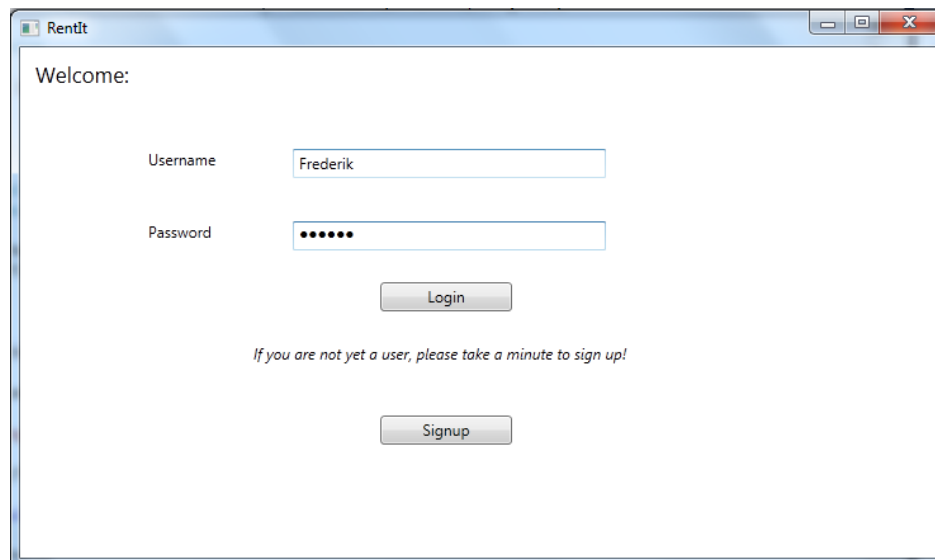 RentIt
Welcome:
Username Frederik
Password ••••••
Login
If you are not yet a user, please take a minute to sign up!
Signup